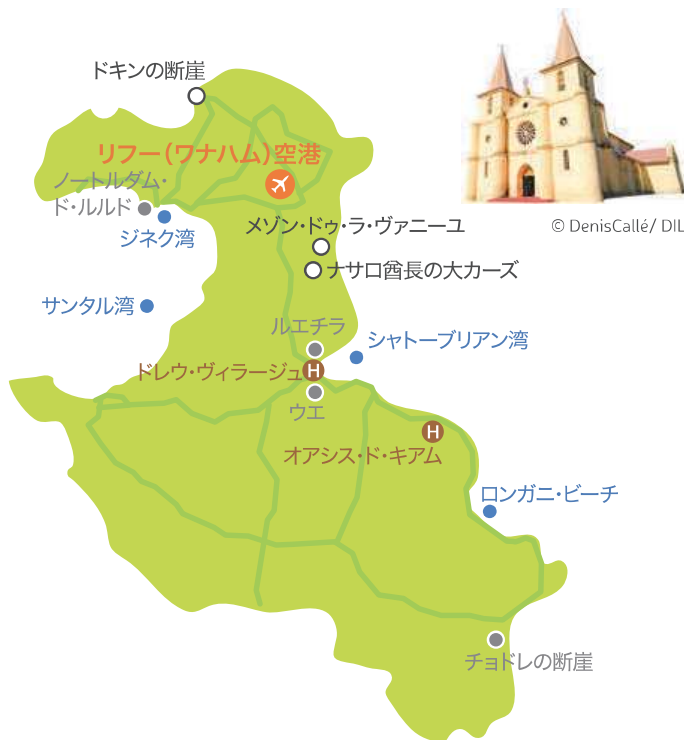 ドキンの断崖
リフー（ワナハム）空港
ノートルダム・
ド・ルルド
ジネク湾
メゾン・ドゥ・ラ・ヴァニーユ
© DenisCallé/ DIL
ナサロ酋長の大カーズ
サンタル湾
ルエチラ
シャトーブリアン湾
ドレウ・ヴィラージュ
H
ウエ
H
オアシス・ド・キアム
ロンガニ・ビーチ
チョドレの断崖